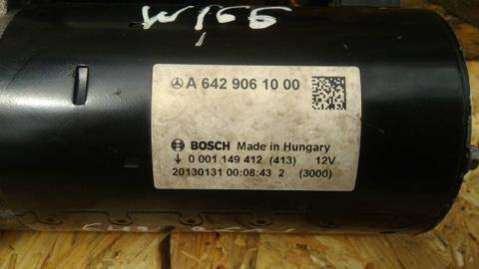 W166
A 642 906 10 00
BOSCH Made in Hungary
0 001 149 412 (413) 12V
20130131 00:08:43 2 (3000)